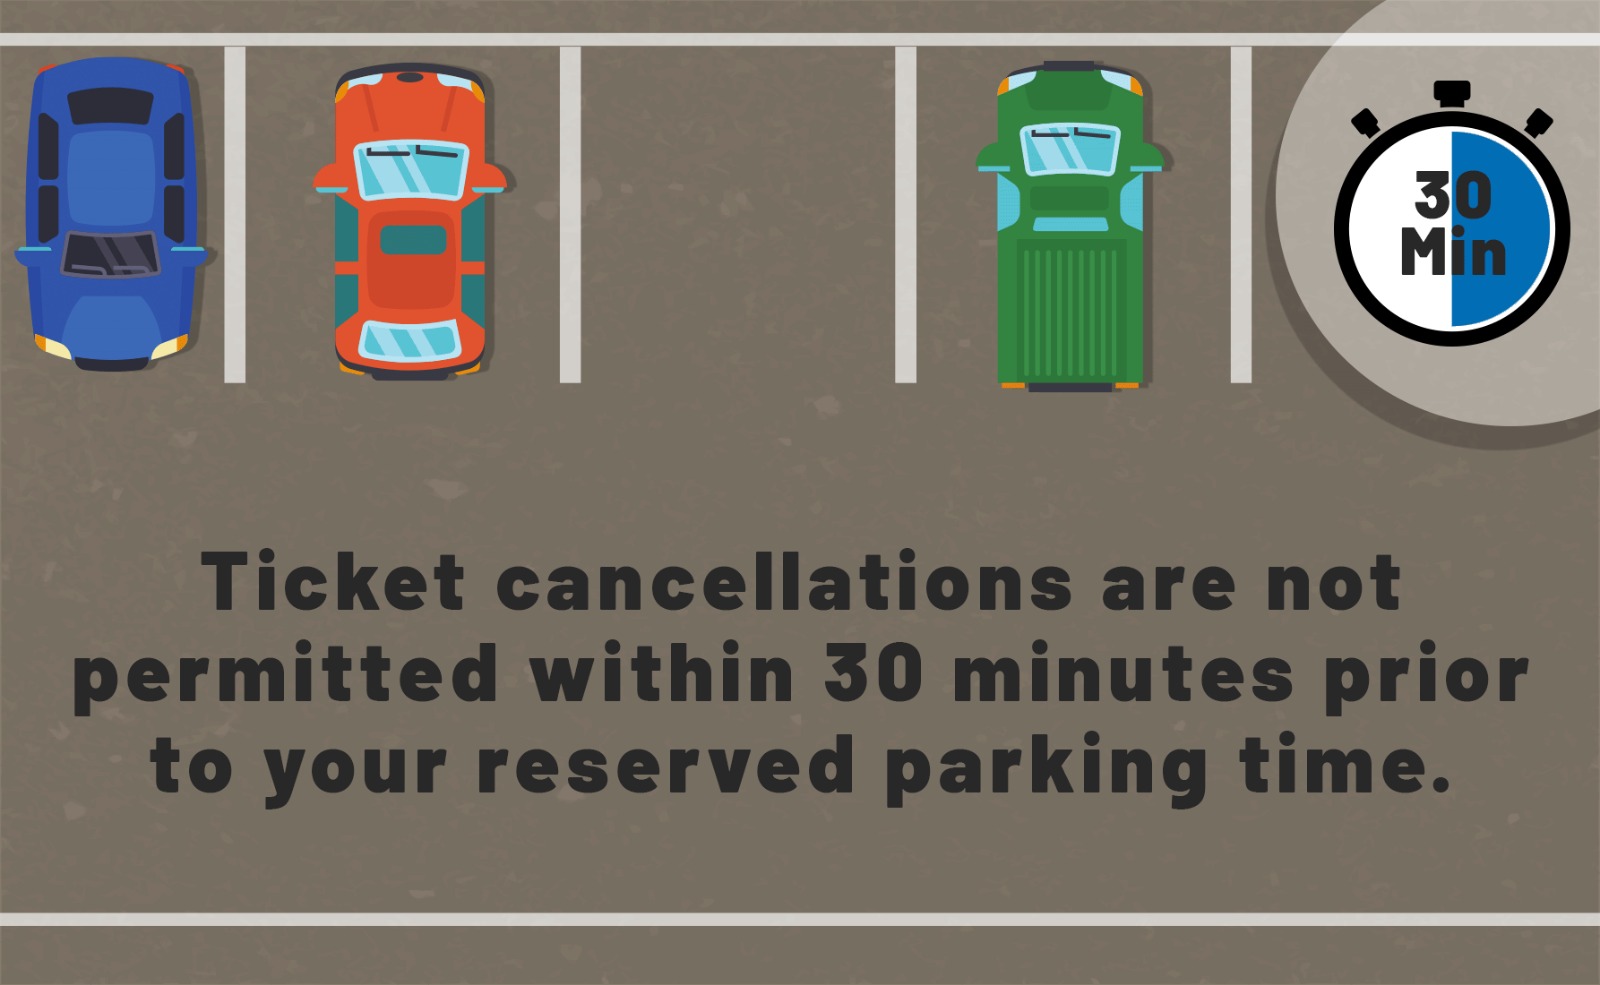 30
Min
Ticket cancellations are not
permitted within 30 minutes prior
to your reserved parking time.